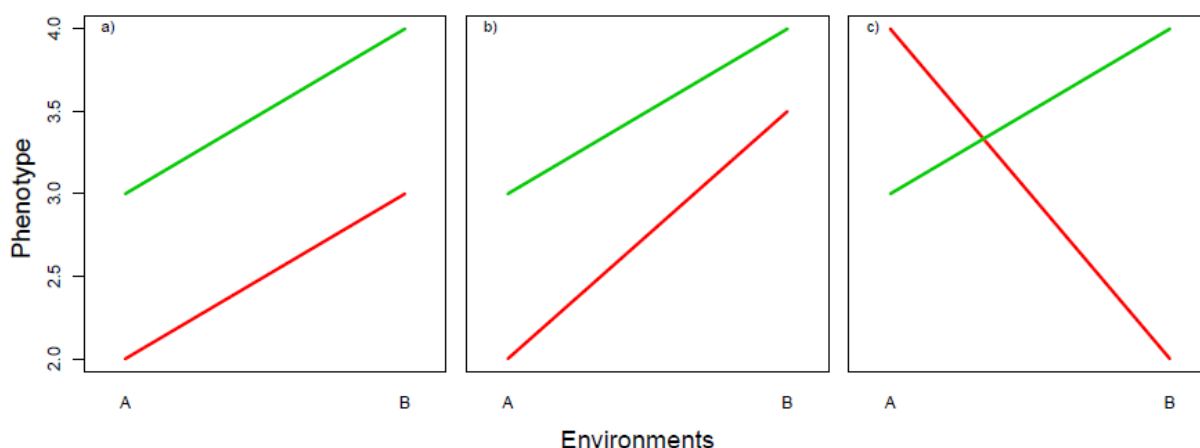 a)
b)
c)
Phenotype
4.0
3.5
3.0
2.5
2.0
A B A B A B
Environments